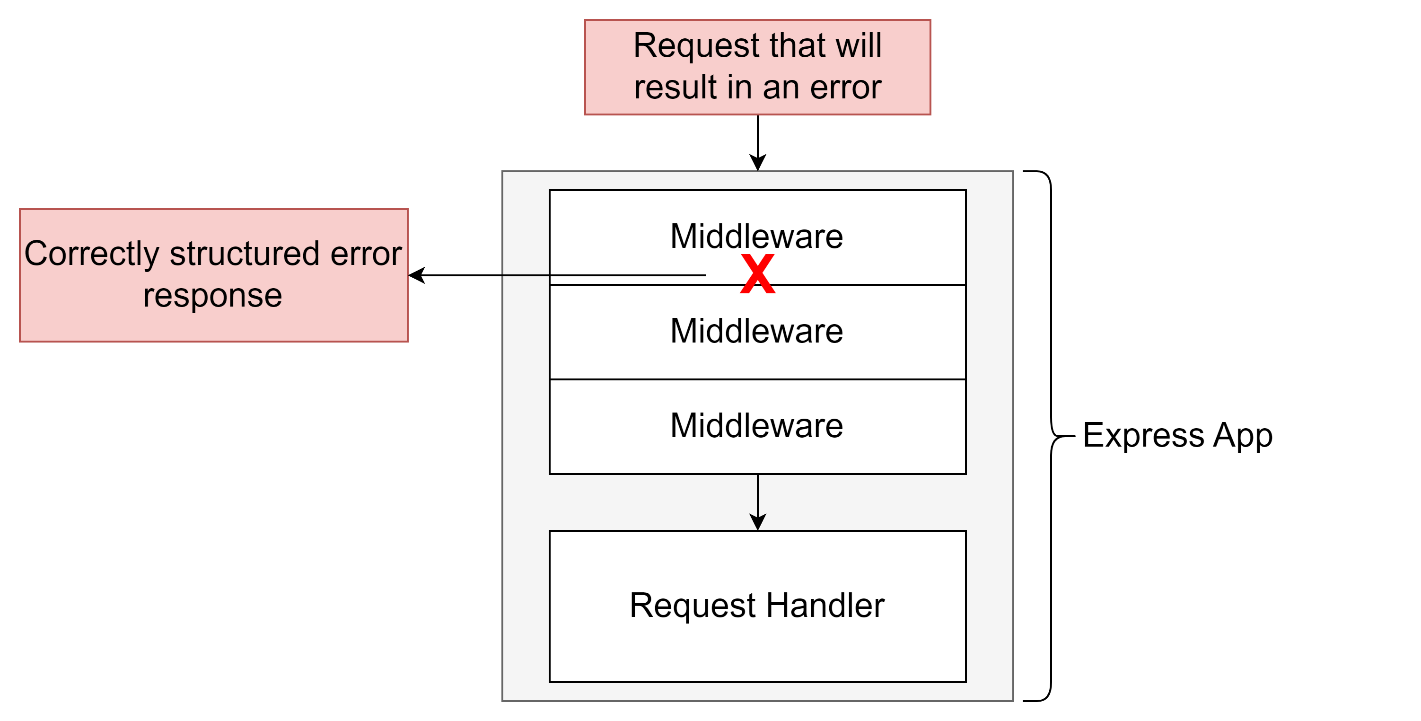 Request that will
result in an error
Correctly structured error
response
Middleware
X
Middleware
Middleware
Express App
Request Handler